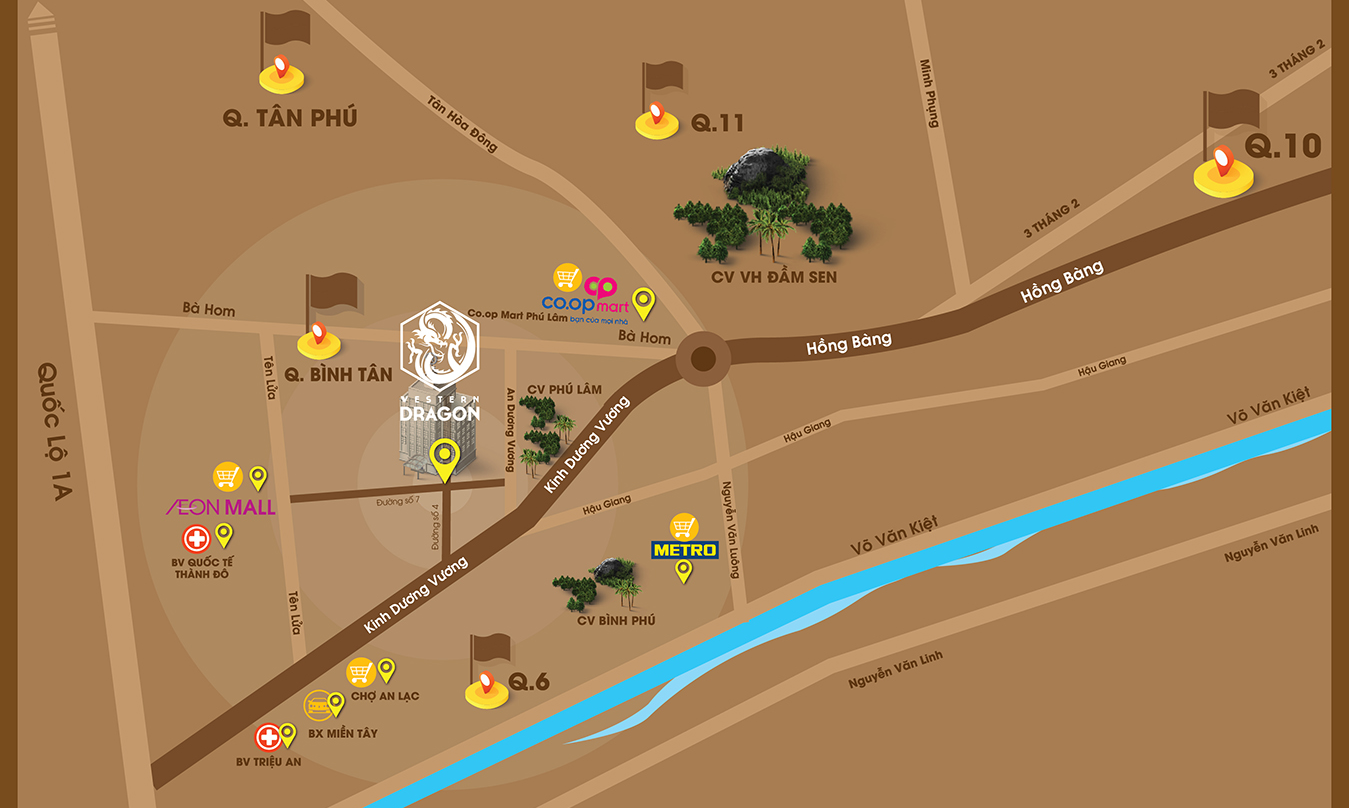 Q. TÂN PHÚ
Tân Hòa Đông
Q.11
Minh Phụng
3 THÁNG 2
Q.10
3 THÁNG 2
CV VH ĐẦM SEN
Hồng Bàng
Hồng Bàng
Bà Hom
co.op mart
bạn của mọi nhà
Co.op Mart Phú Lâm
Bà Hom
Quốc Lộ 1A
Tên Lửa
Q. BÌNH TÂN
WESTERN
DRAGON
An Dương Vương
CV PHÚ LÂM
Kinh Dương Vương
Hậu Giang
Hậu Giang
Hậu Giang
Võ Văn Kiệt
ÆON MALL
BV QUỐC TẾ
THÀNH ĐÔ
Đường số 7
Đường số 4
METRO
Nguyễn Văn Luông
Võ Văn Kiệt
Nguyễn Văn Linh
Kinh Dương Vương
Tên Lửa
CV BÌNH PHÚ
Q.6
Nguyễn Văn Linh
CHỢ AN LẠC
BX MIỀN TÂY
BV TRIỆU AN